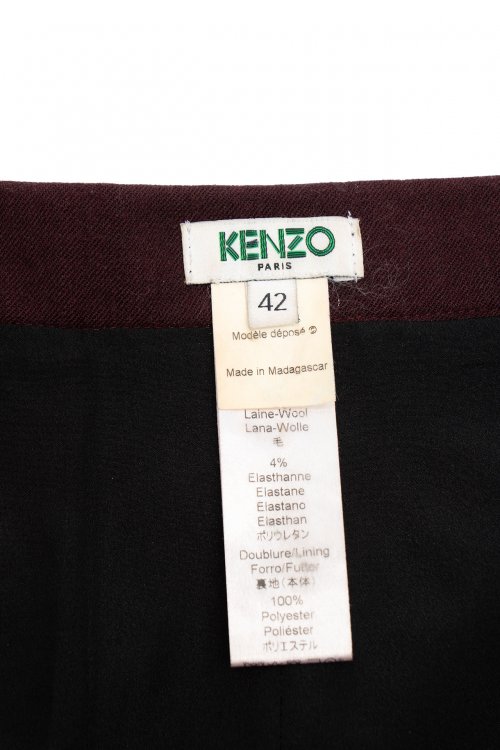 KENZO
PARIS
42
Modèle déposé
Made in Madagascar
Laine-Wool
Lana-Wolle
毛
4%
Elasthanne
Elastane
Elastano
Elasthan
ポリウレタン
Doublure/Lining
Forro/Futter
裏地(本体)
100%
Polyester
Poliéster
ポリエステル